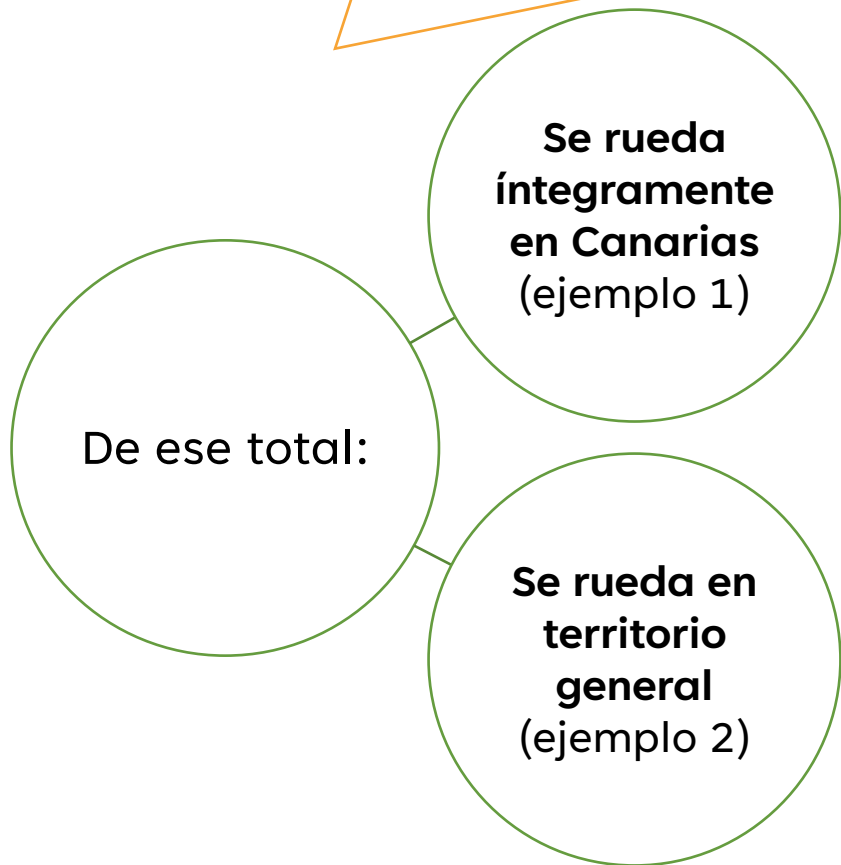 De ese total:
Se rueda
íntegramente
en Canarias
(ejemplo 1)
Se rueda en
territorio
general
(ejemplo 2)